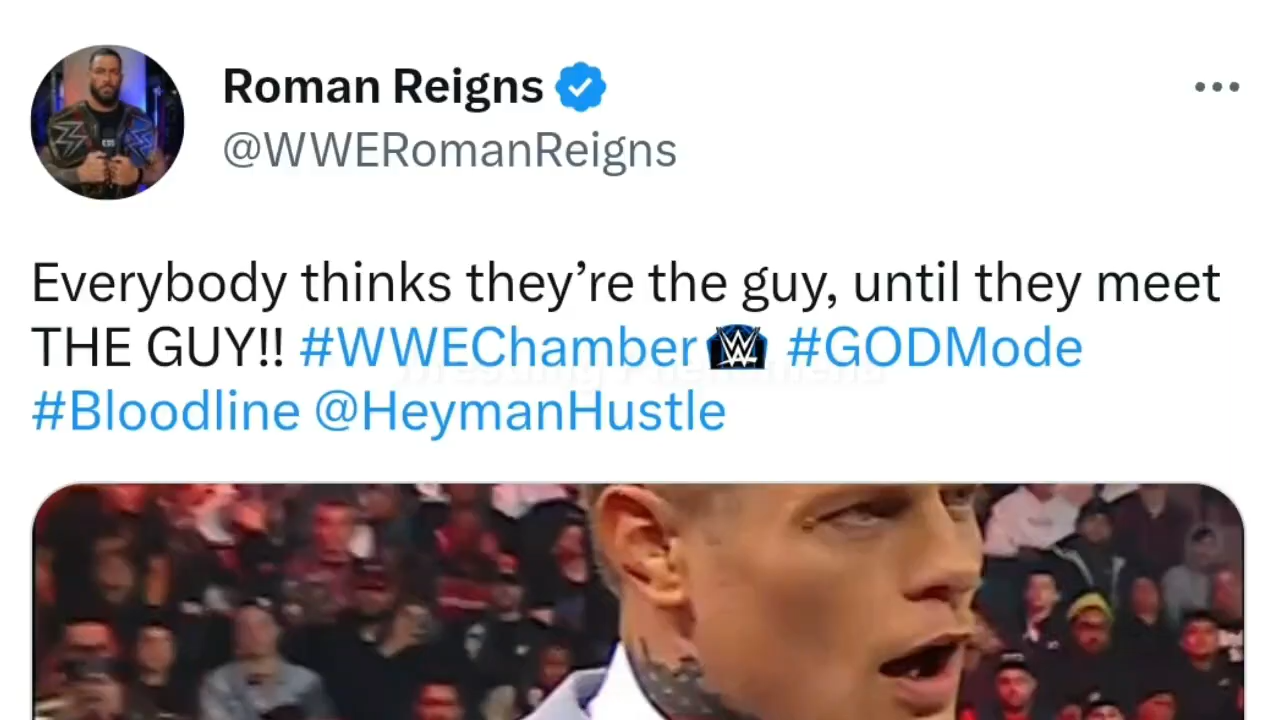 Roman Reigns
@WWERomanReigns
Everybody thinks they’re the guy, until they meet
THE GUY!! #WWEChamber #GODMode
#Bloodline @HeymanHustle